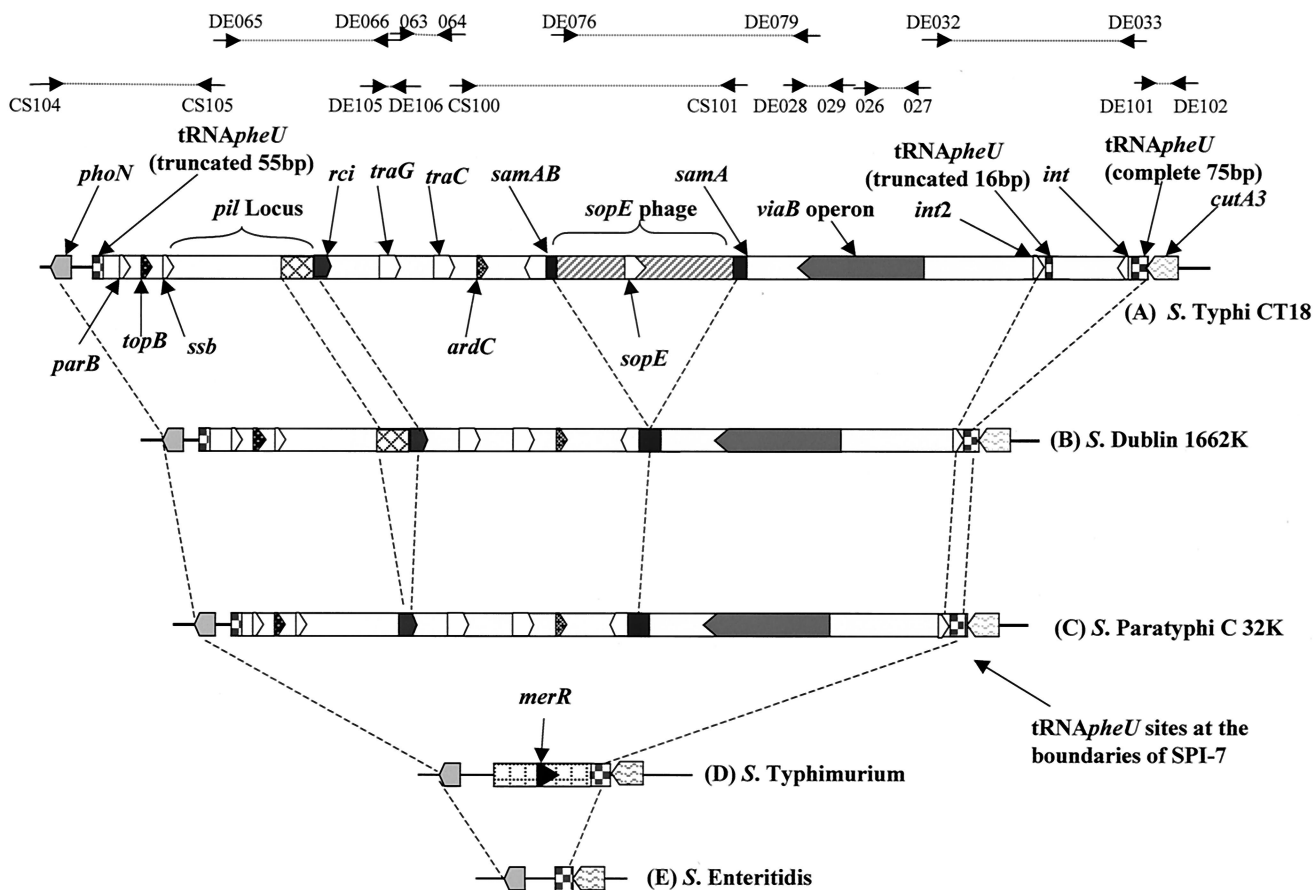 DE065 DE066 063 064 DE076 DE079 DE032 DE033
CS104 CS105 DE105 DE106 CS100 CS101 DE028 029 026 027 DE101 DE102
tRNApheU
(truncated 55bp)
phoN
pil Locus
rci
traG
traC
samAB
sopE phage
samA
viaB operon
tRNApheU
(truncated 16bp)
int2
int
tRNApheU
(complete 75bp)
cutA3
(A) S. Typhi CT18
parB
topB
ssb
ardC
sopE
(B) S. Dublin 1662K
(C) S. Paratyphi C 32K
merR
tRNApheU sites at the
boundaries of SPI-7
(D) S. Typhimurium
(E) S. Enteritidis